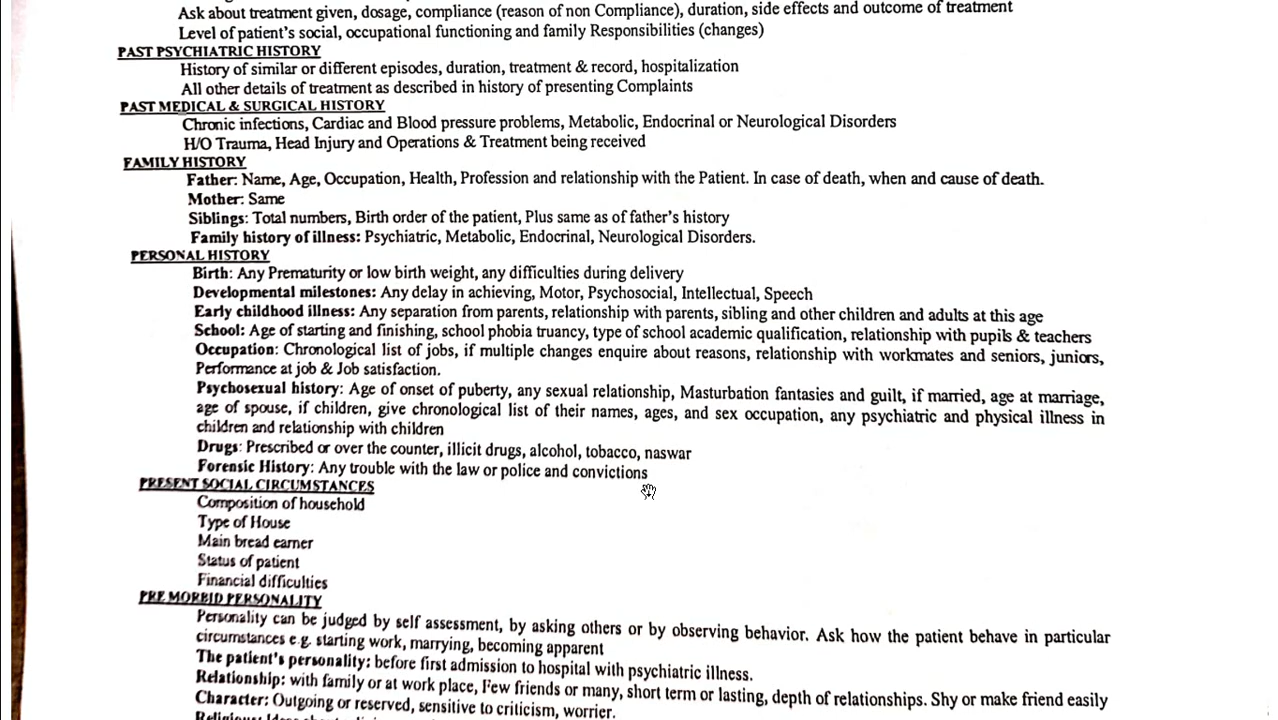 Ask about treatment given, dosage, compliance (reason of non Compliance), duration, side effects and outcome of treatment
Level of patient's social, occupational functioning and family Responsibilities (changes)
PAST PSYCHIATRIC HISTORY
History of similar or different episodes, duration, treatment & record, hospitalization
All other details of treatment as described in history of presenting Complaints
PAST MEDICAL & SURGICAL HISTORY
Chronic infections, Cardiac and Blood pressure problems, Metabolic, Endocrinal or Neurological Disorders
H/O Trauma, Head Injury and Operations & Treatment being received
FAMILY HISTORY
Father: Name, Age, Occupation, Health, Profession and relationship with the Patient. In case of death, when and cause of death.
Mother: Same
Siblings: Total numbers, Birth order of the patient, Plus same as of father's history
Family history of illness: Psychiatric, Metabolic, Endocrinal, Neurological Disorders.
PERSONAL HISTORY
Birth: Any Prematurity or low birth weight, any difficulties during delivery
Developmental milestones: Any delay in achieving, Motor, Psychosocial, Intellectual, Speech
Early childhood illness: Any separation from parents, relationship with parents, sibling and other children and adults at this age
School: Age of starting and finishing, school phobia truancy, type of school academic qualification, relationship with pupils & teachers
Occupation: Chronological list of jobs, if multiple changes enquire about reasons, relationship with workmates and seniors, juniors,
Performance at job & Job satisfaction.
Psychosexual history: Age of onset of puberty, any sexual relationship, Masturbation fantasies and guilt, if married, age at marriage,
age of spouse, if children, give chronological list of their names, ages, and sex occupation, any psychiatric and physical illness in
children and relationship with children
Drugs: Prescribed or over the counter, illicit drugs, alcohol, tobacco, naswar
Forensic History: Any trouble with the law or police and convictions
PRESENT SOCIAL CIRCUMSTANCES
Composition of household
Type of House
Main bread earner
Status of patient
Financial difficulties
PRE MORBID PERSONALITY
Personality can be judged by self assessment, by asking others or by observing behavior. Ask how the patient behave in particular
circumstances e.g. starting work, marrying, becoming apparent
The patient's personality: before first admission to hospital with psychiatric illness.
Relationship: with family or at work place, Few friends or many, short term or lasting, depth of relationships. Shy or make friend easily
Character: Outgoing or reserved, sensitive to criticism, worrier.